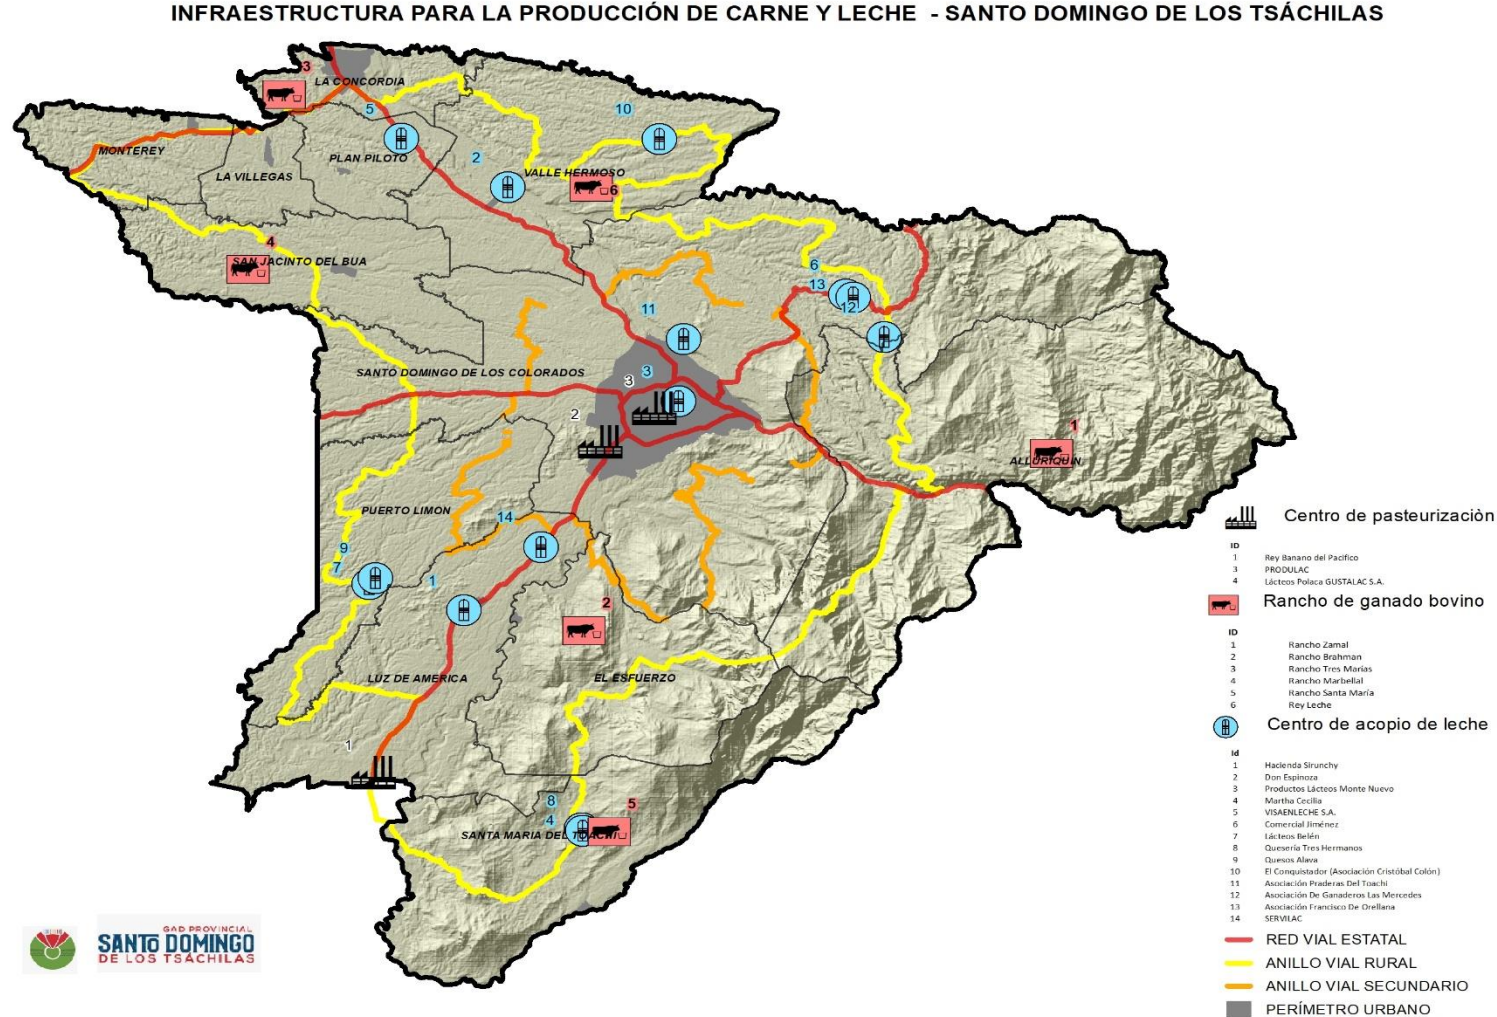 INFRAESTRUCTURA PARA LA PRODUCCIÓN DE CARNE Y LECHE - SANTO DOMINGO DE LOS TSÁCHILAS
3
LA CONCORDIA
5
10
MONTEREY
PLAN PILOTO
2
LA VILLEGAS
VALLE HERMOSO
6
4
SAN JACINTO DEL BUA
6
13
12
11
SANTO DOMINGO DE LOS COLORADOS
3
3
2
1
ALLURIQUIN
PUERTO LIMON
14
9
7
1
2
LUZ DE AMERICA
EL ESFUERZO
1
8
4
5
SANTA MARIA DEL TOACHI
Centro de pasteurizaciòn
ID
1 Rey Banano del Pacifico
3 PRODULAC
4 Lácteos Polaca GUSTALAC S.A.
Rancho de ganado bovino
ID
1 Rancho Zamal
2 Rancho Brahman
3 Rancho Tres Marias
4 Rancho Marbellal
5 Rancho Santa María
6 Rey Leche
Centro de acopio de leche
Id
1 Hacienda Sirunchy
2 Don Espinoza
3 Productos Lácteos Monte Nuevo
4 Martha Cecilia
5 VISAENLECHE S.A.
6 Comercial Jiménez
7 Lácteos Belén
8 Quesería Tres Hermanos
9 Quesos Alava
10 El Conquistador (Asociación Cristóbal Colón)
11 Asociación Praderas Del Toachi
12 Asociación De Ganaderos Las Mercedes
13 Asociación Francisco De Orellana
14 SERVILAC
RED VIAL ESTATAL
ANILLO VIAL RURAL
ANILLO VIAL SECUNDARIO
PERÍMETRO URBANO
GAD PROVINCIAL
SANTO DOMINGO
DE LOS TSÁCHILAS